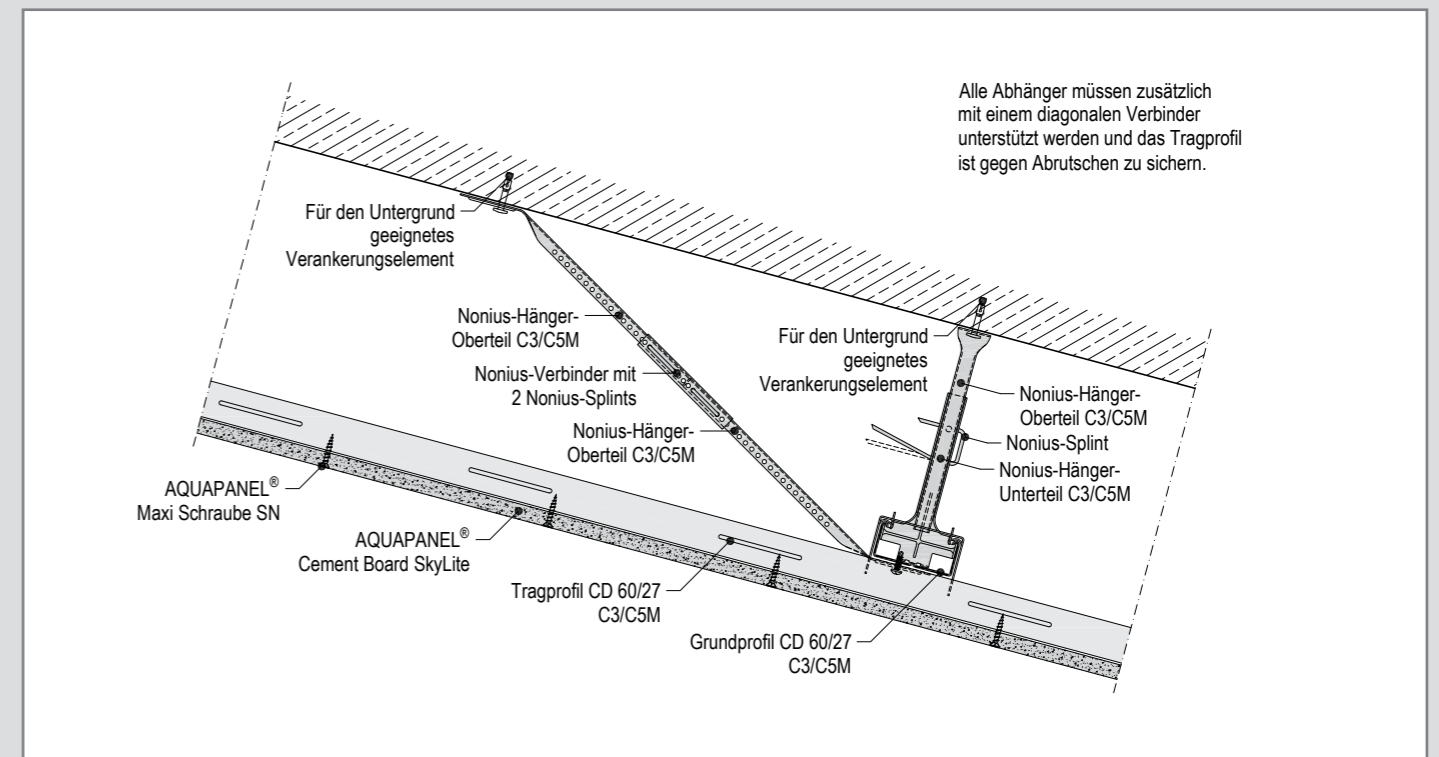 Alle Abhänger müssen zusätzlich
mit einem diagonalen Verbinder
unterstützt werden und das Tragprofil
ist gegen Abrutschen zu sichern.
Für den Untergrund
geeignetes
Verankerungselement
Nonius-Hänger-
Oberteil C3/C5M
Nonius-Verbinder mit
2 Nonius-Splints
Nonius-Hänger-
Oberteil C3/C5M
Für den Untergrund
geeignetes
Verankerungselement
Nonius-Hänger-
Oberteil C3/C5M
Nonius-Splint
Nonius-Hänger-
Unterteil C3/C5M
AQUAPANEL®
Maxi Schraube SN
AQUAPANEL®
Cement Board SkyLite
Tragprofil CD 60/27
C3/C5M
Grundprofil CD 60/27
C3/C5M